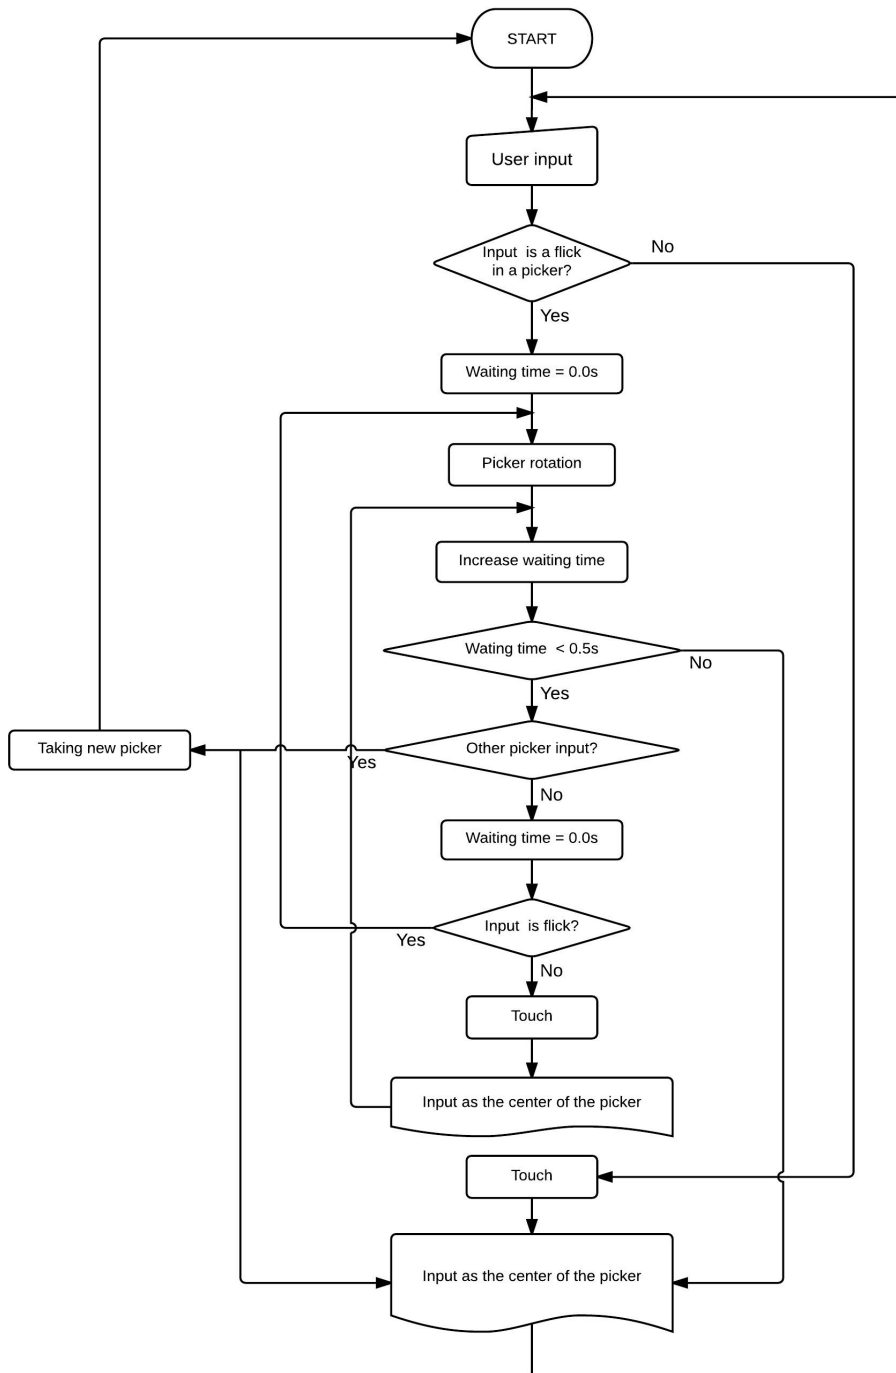 START
User input
Input is a flick
in a picker?
No
Yes
Waiting time = 0.0s
Picker rotation
Increase waiting time
Wating time < 0.5s
No
Yes
Taking new picker
Other picker input?
Yes
No
Waiting time = 0.0s
Input is flick?
Yes
No
Touch
Input as the center of the picker
Touch
Input as the center of the picker